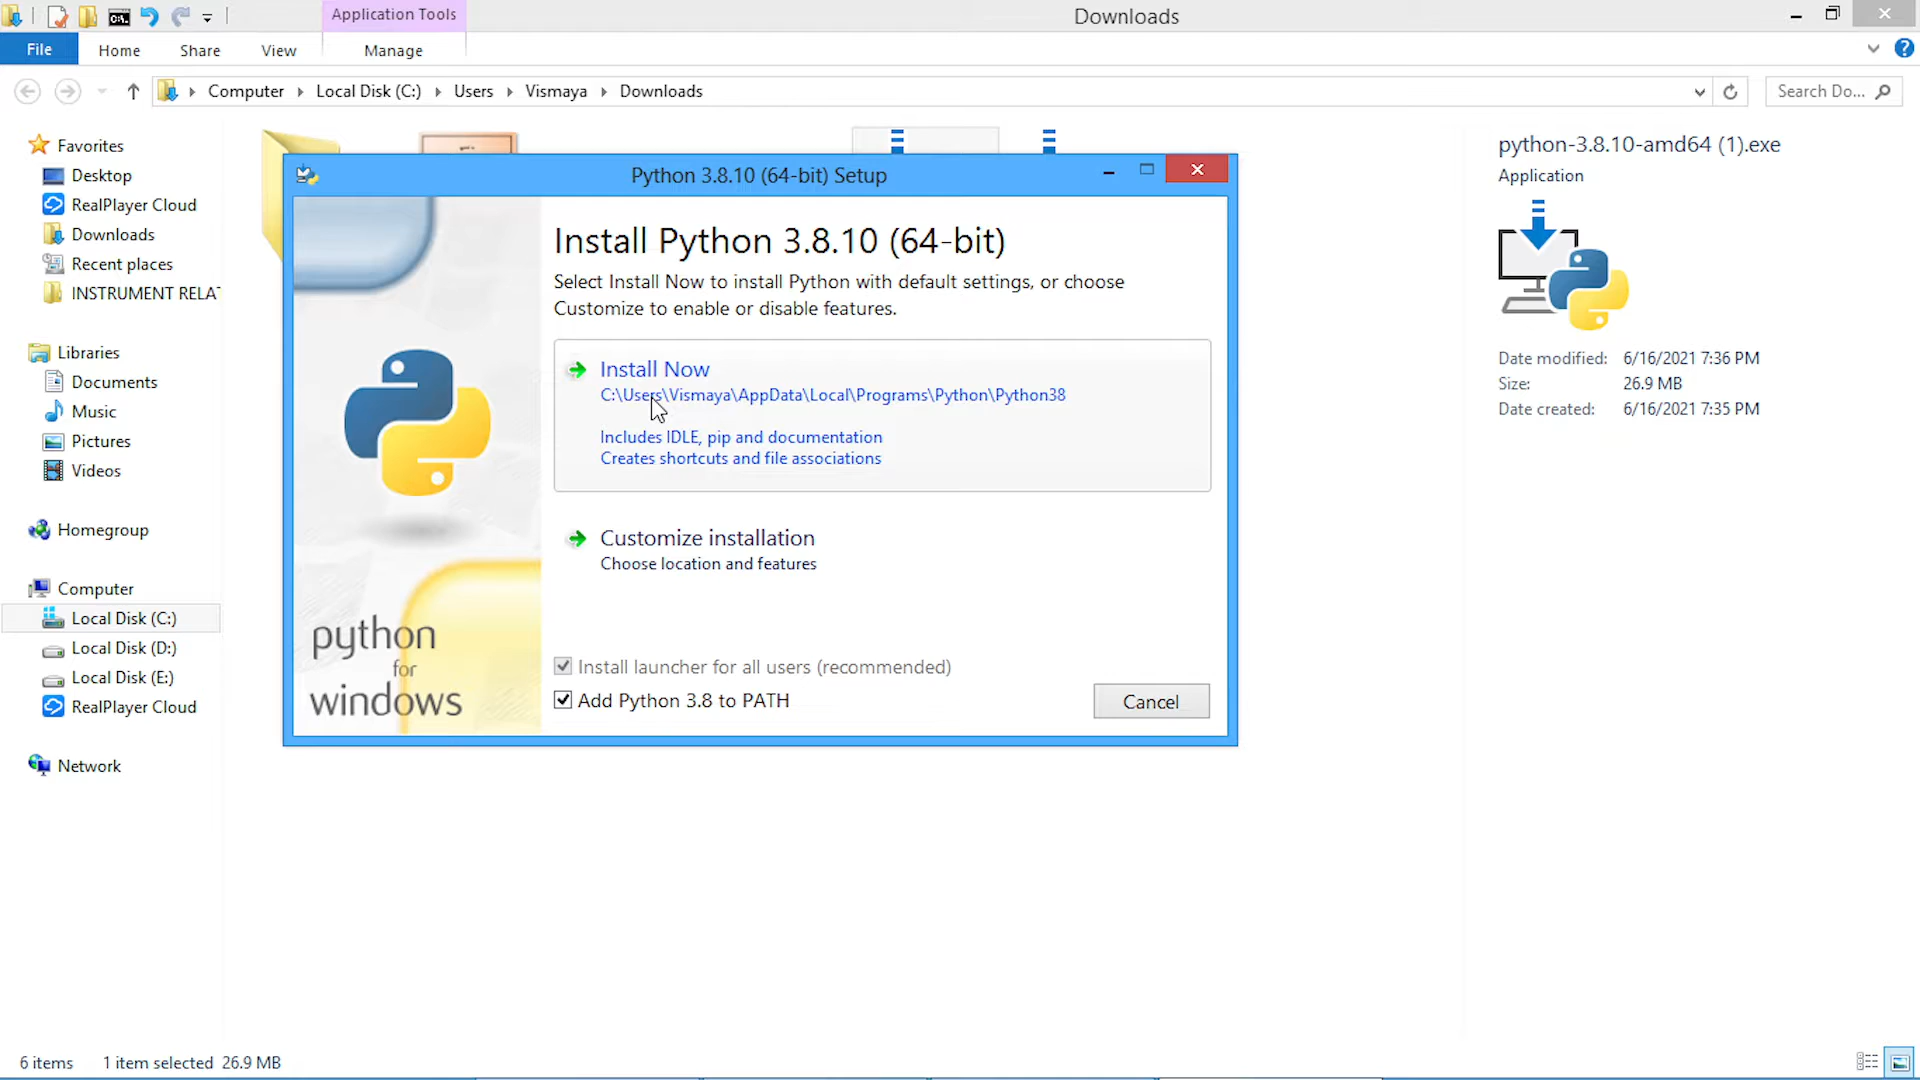 Application Tools
Downloads
File
Home
Share
View
Manage
Computer
Local Disk (C:)
Users
Vismaya
Downloads
Search Do...
Favorites
Desktop
RealPlayer Cloud
Downloads
Recent places
INSTRUMENT RELAT
Libraries
Documents
Music
Pictures
Videos
Homegroup
Computer
Local Disk (C:)
Local Disk (D:)
Local Disk (E:)
RealPlayer Cloud
Network
Python 3.8.10 (64-bit) Setup
Install Python 3.8.10 (64-bit)
Select Install Now to install Python with default settings, or choose
Customize to enable or disable features.
Install Now
C:\Users\Vismaya\AppData\Local\Programs\Python\Python38
Includes IDLE, pip and documentation
Creates shortcuts and file associations
Customize installation
Choose location and features
Install launcher for all users (recommended)
Add Python 3.8 to PATH
Cancel
python
for
windows
python-3.8.10-amd64 (1).exe
Application
Date modified: 6/16/2021 7:36 PM
Size: 26.9 MB
Date created: 6/16/2021 7:35 PM
6 items 1 item selected 26.9 MB